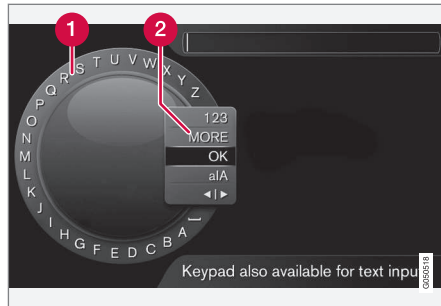 1
2
A B C D E F G H I J K L M N O P Q R S T U V W X Y Z
123
MORE
OK
a|A
◄|►
Keypad also available for text inpu
G050518